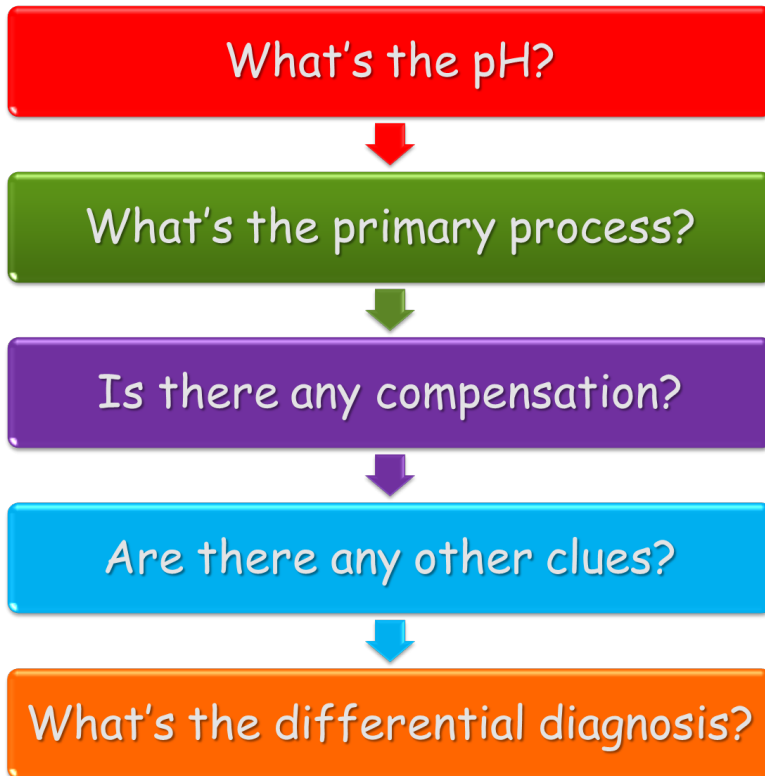 What's the pH?
What's the primary process?
Is there any compensation?
Are there any other clues?
What's the differential diagnosis?